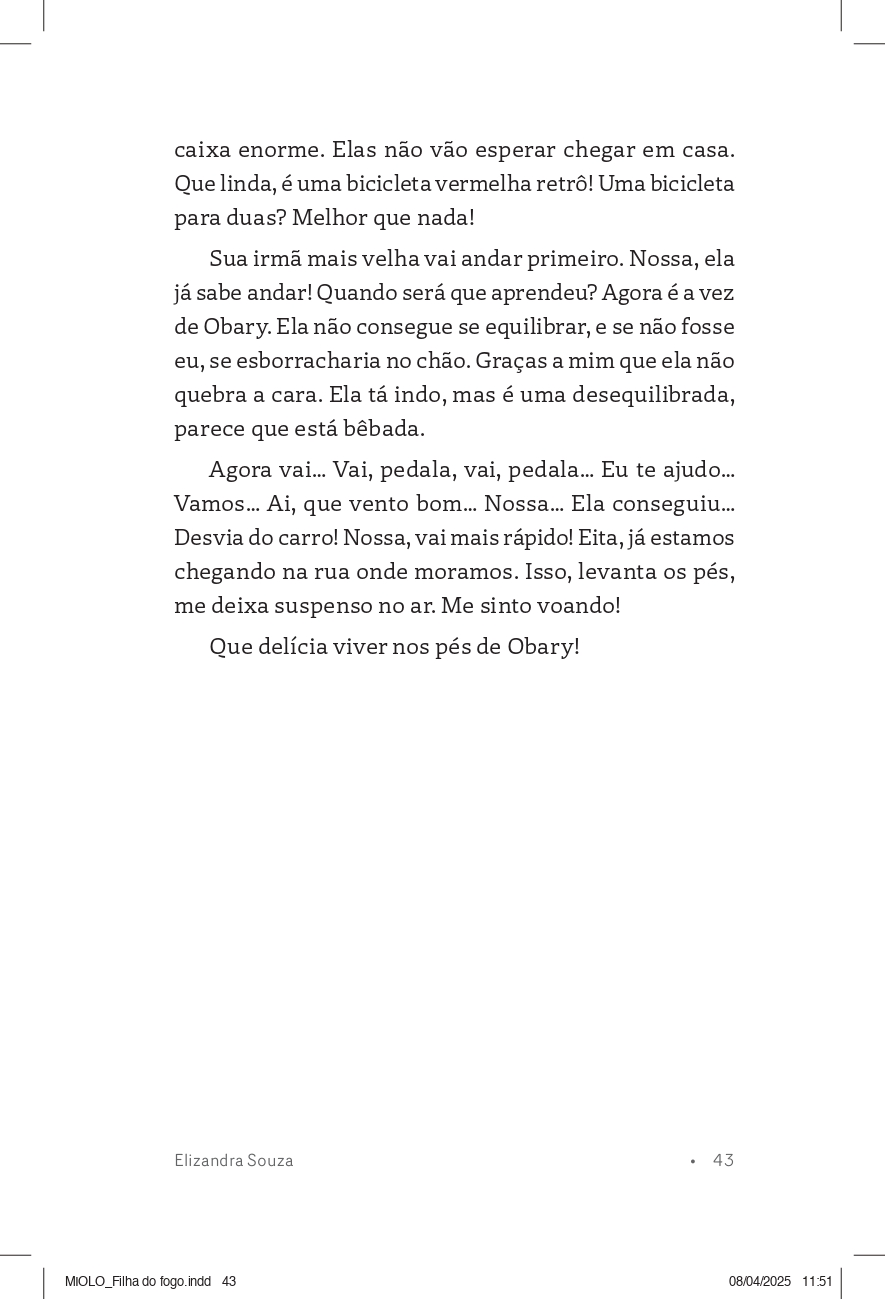 caixa enorme. Elas não vão esperar chegar em casa.
Que linda, é uma bicicleta vermelha retrô! Uma bicicleta
para duas? Melhor que nada!
Sua irmã mais velha vai andar primeiro. Nossa, ela
já sabe andar! Quando será que aprendeu? Agora é a vez
de Obary. Ela não consegue se equilibrar, e se não fosse
eu, se esborracharia no chão. Graças a mim que ela não
quebra a cara. Ela tá indo, mas é uma desequilibrada,
parece que está bêbada.
Agora vai... Vai, pedala, vai, pedala... Eu te ajudo...
Vamos... Ai, que vento bom... Nossa... Ela conseguiu...
Desvia do carro! Nossa, vai mais rápido! Eita, já estamos
chegando na rua onde moramos. Isso, levanta os pés,
me deixa suspenso no ar. Me sinto voando!
Que delícia viver nos pés de Obary!
Elizandra Souza • 43
MIOLO_Filha do fogo.indd 43 08/04/2025 11:51